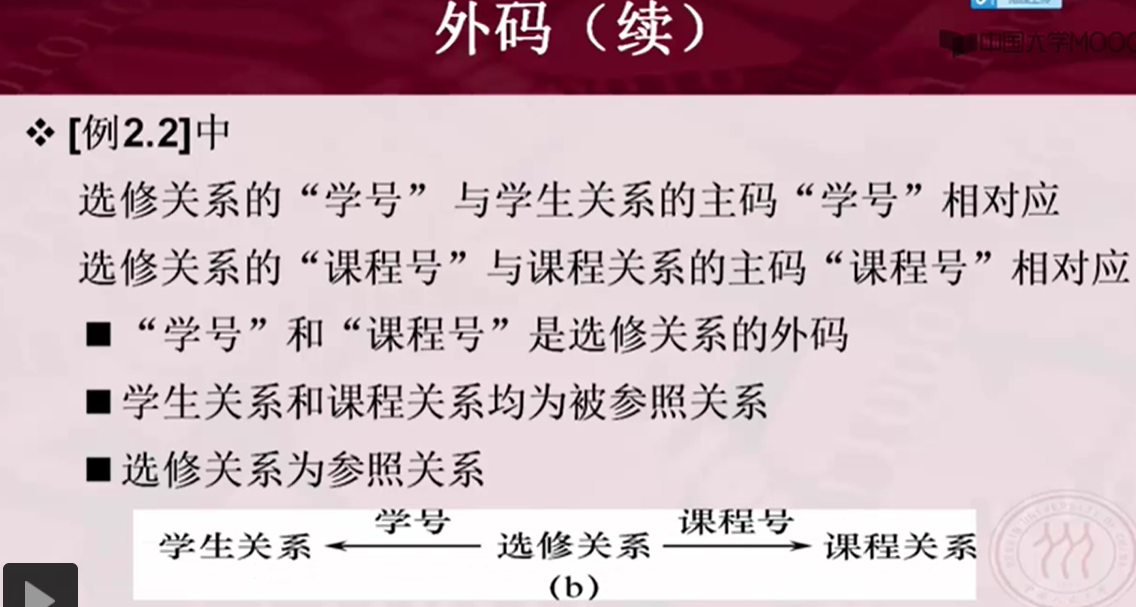 外码（续）
中国大学MOOC
❖ [例2.2]中
选修关系的“学号” 与学生关系的主码“学号”相对应
选修关系的“课程号”与课程关系的主码“课程号”相对应
■ “学号”和“课程号”是选修关系的外码
■ 学生关系和课程关系均为被参照关系
■ 选修关系为参照关系
学号 课程号
学生关系 选修关系 课程关系
(b)